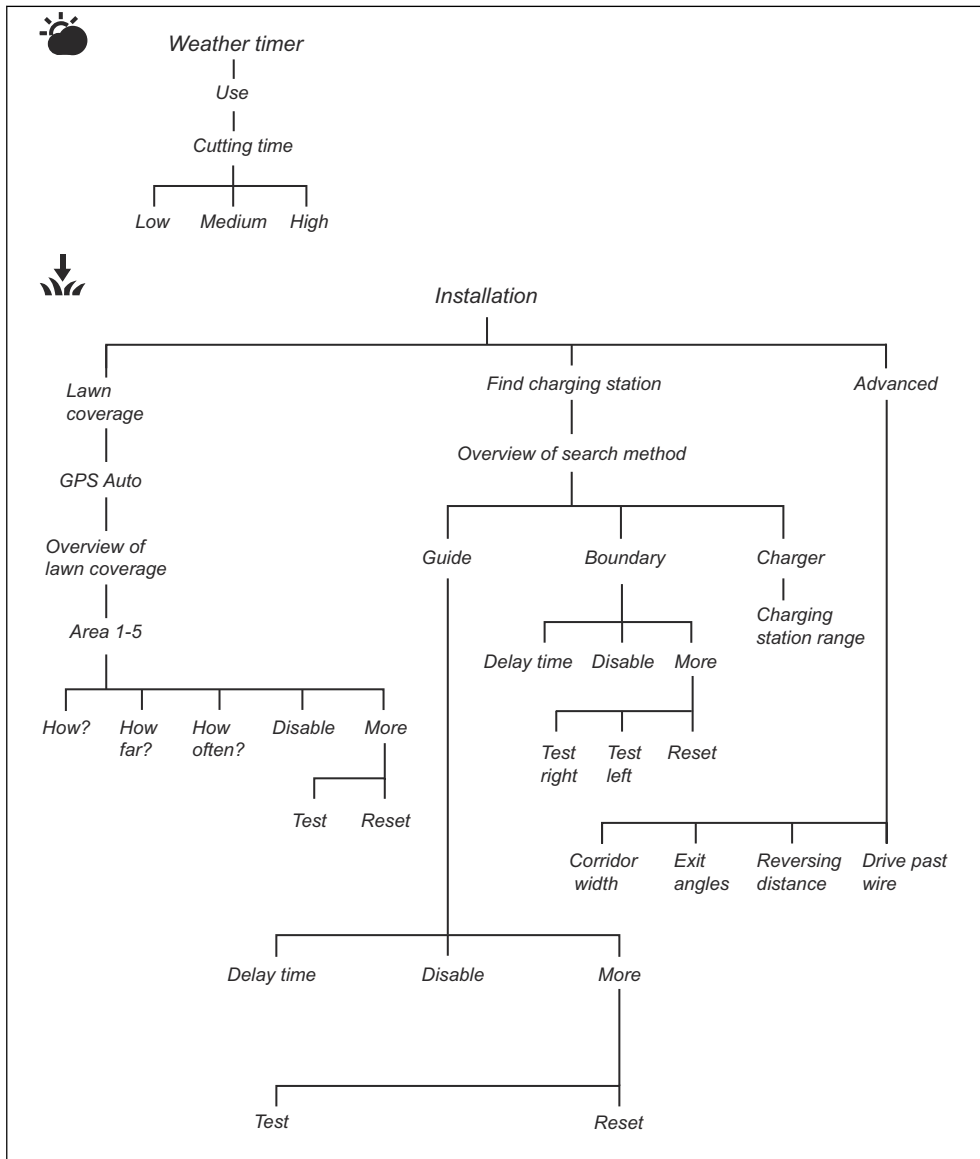 Weather timer
Use
Cutting time
Low Medium High
Installation
Lawn
coverage
Find charging station
Advanced
GPS Auto
Overview of search method
Overview of
lawn coverage
Guide
Boundary
Charger
Area 1-5
Charging
station range
Delay time Disable More
How?
How
far?
How
often?
Disable
More
Test
right
Test
left
Reset
Test Reset
Corridor
width
Exit
angles
Reversing
distance
Drive past
wire
Delay time Disable More
Test Reset